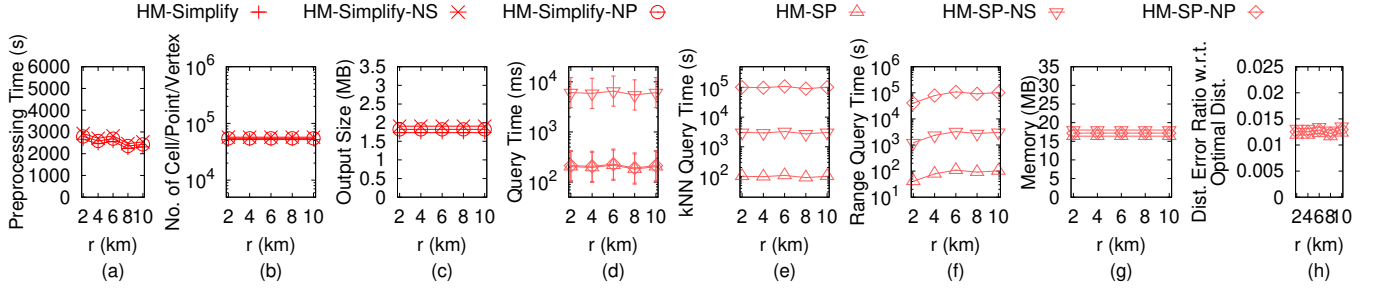 HM-Simplify HM-Simplify-NS HM-Simplify-NP HM-SP HM-SP-NS HM-SP-NP
Preprocessing Time (s)
6000
5000
4000
3000
2000
1000
0
2 4 6 8 10
r (km)
(a)
No. of Cell/Point/Vertex
10^6
10^5
10^4
2 4 6 8 10
r (km)
(b)
Output Size (MB)
3.5
3
2.5
2
1.5
1
0.5
0
2 4 6 8 10
r (km)
(c)
Query Time (ms)
10^4
10^3
10^2
2 4 6 8 10
r (km)
(d)
kNN Query Time (s)
10^5
10^4
10^3
10^2
2 4 6 8 10
r (km)
(e)
Range Query Time (s)
10^6
10^5
10^4
10^3
10^2
10^1
2 4 6 8 10
r (km)
(f)
Memory (MB)
35
30
25
20
15
10
5
0
2 4 6 8 10
r (km)
(g)
Dist. Error Ratio w.r.t.
Optimal Dist.
0.025
0.02
0.015
0.01
0.005
0
2 4 6 8 10
r (km)
(h)